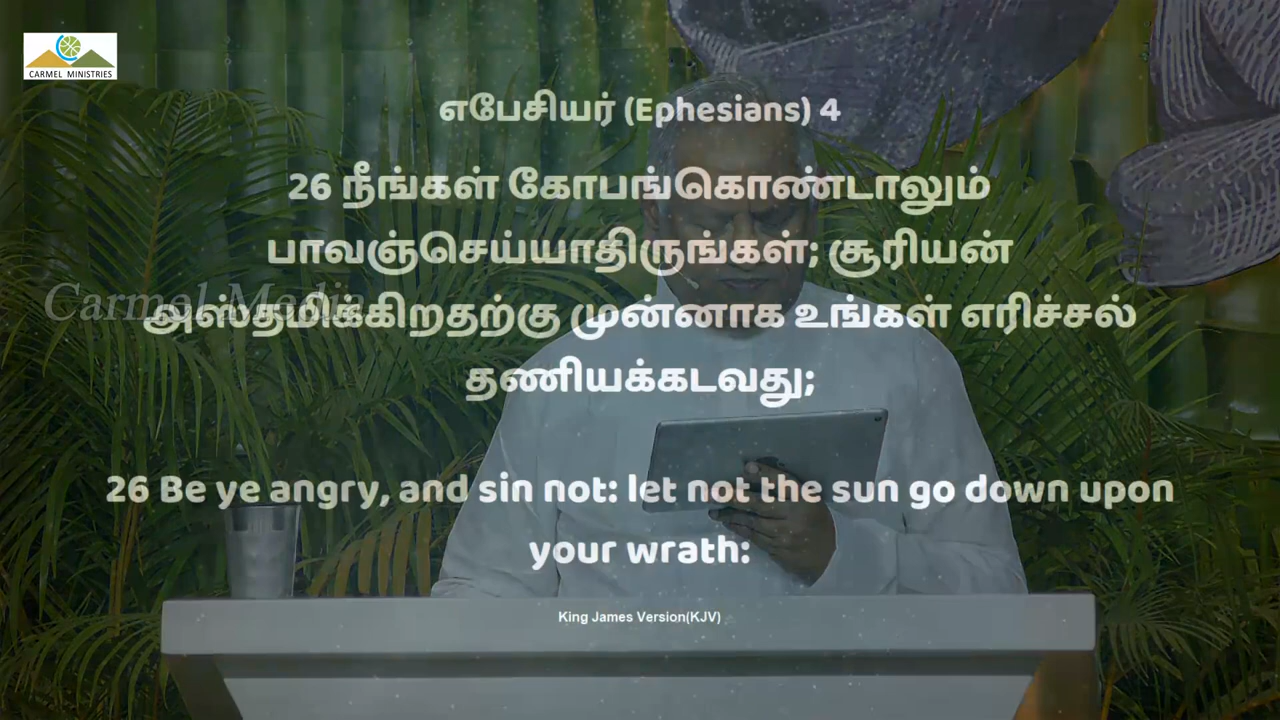 CARMEL MINISTRIES
எபேசியர் (Ephesians) 4
26 நீங்கள் கோபங்கொண்டாலும்
பாவஞ்செய்யாதிருங்கள்; சூரியன்
Carmel Media
அஸ்தமிக்கிறதற்கு முன்னாக உங்கள் எரிச்சல்
தணியக்கடவது;
26 Be ye angry, and sin not: let not the sun go down upon
your wrath:
King James Version(KJV)